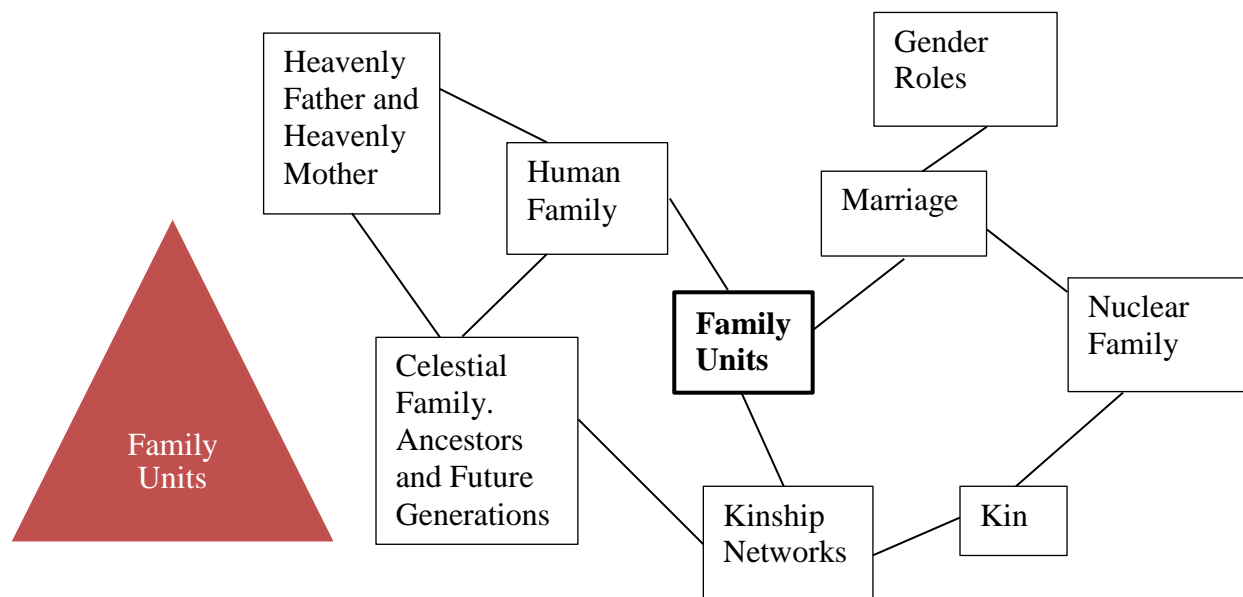 Heavenly
Father and
Heavenly
Mother
Gender
Roles
Human
Family
Marriage
Nuclear
Family
Family
Units
Celestial
Family.
Ancestors
and Future
Generations
Family
Units
Kinship
Networks
Kin